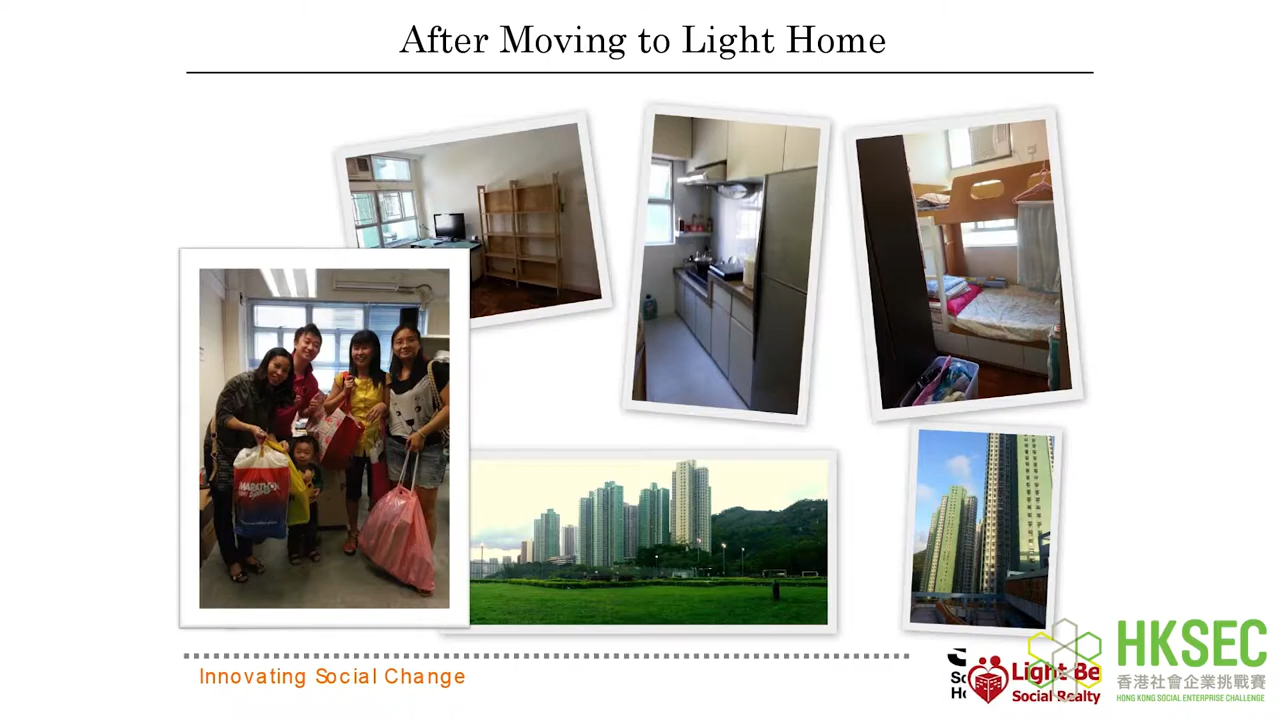 After Moving to Light Home
MARATHON
Innovating Social Change
Light Be
Social Realty
HKSEC
香港社會企業挑戰賽
HONG KONG SOCIAL ENTERPRISE CHALLENGE